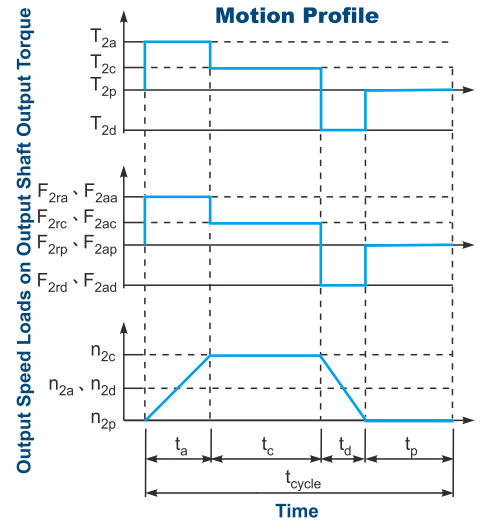 Motion Profile
Output Speed Loads on Output Shaft Output Torque
T2a
T2c
T2p
T2d
F2ra、F2aa
F2rc、F2ac
F2rp、F2ap
F2rd、F2ad
n2c
n2a、n2d
n2p
ta
tc
td
tp
tcycle
Time